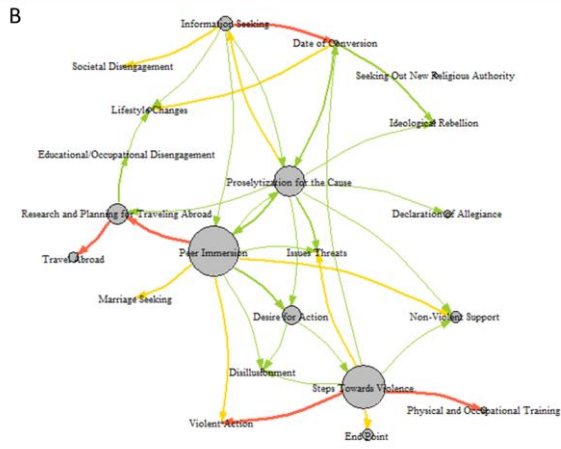 B
Information Seeking
Date of Conversion
Societal Disengagement
Seeking Out New Religious Authority
Lifestyle Changes
Ideological Rebellion
Educational/Occupational Disengagement
Proselytization for the Cause
Research and Planning for Traveling Abroad
Declaration of Allegiance
Peer Immersion
Issues Threats
Travel Abroad
Marriage Seeking
Desire for Action
Non-Violent Support
Disillusionment
Steps Towards Violence
Physical and Occupational Training
Violent Action
End Point